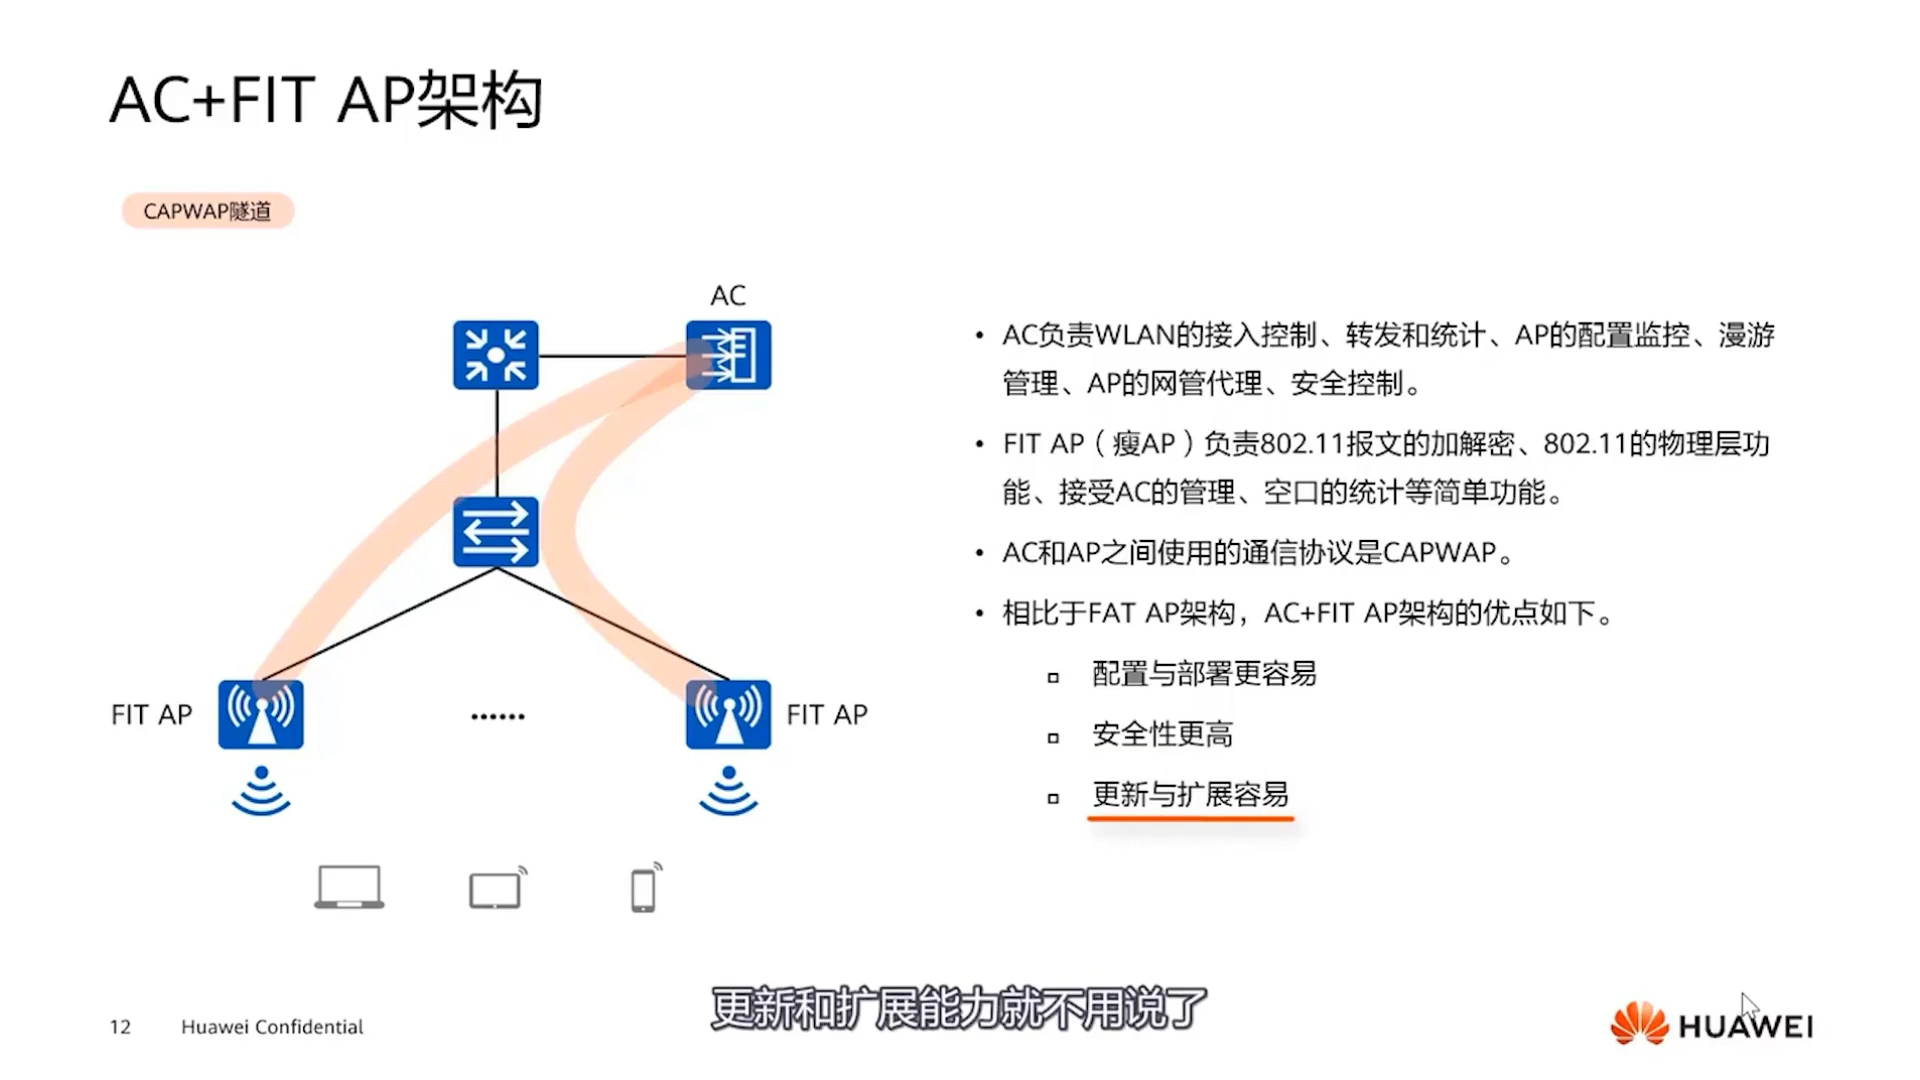 AC+FIT AP架构
CAPWAP隧道
AC
FIT AP
......
FIT AP
• AC负责WLAN的接入控制、转发和统计、AP的配置监控、漫游
管理、AP的网管代理、安全控制。
• FIT AP（瘦AP）负责802.11报文的加解密、802.11的物理层功
能、接受AC的管理、空口的统计等简单功能。
• AC和AP之间使用的通信协议是CAPWAP。
• 相比于FAT AP架构，AC+FIT AP架构的优点如下。
▫ 配置与部署更容易
▫ 安全性更高
▫ 更新与扩展容易
更新和扩展能力就不用说了
12 Huawei Confidential
HUAWEI